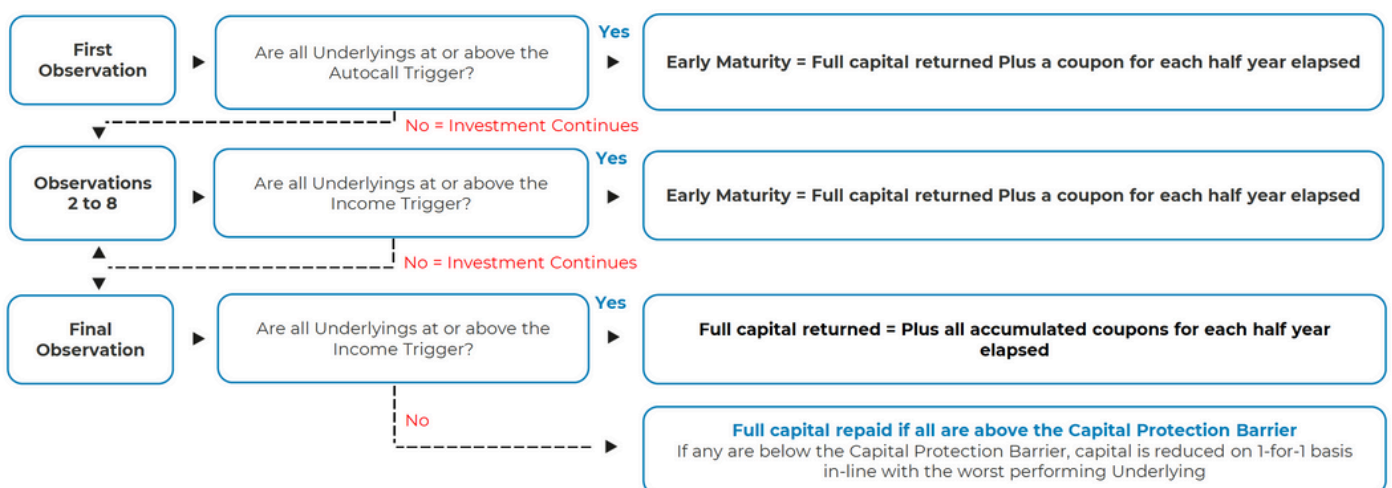 First
Observation
Are all Underlyings at or above the
Autocall Trigger?
Yes
Early Maturity = Full capital returned Plus a coupon for each half year elapsed
No = Investment Continues
Observations
2 to 8
Are all Underlyings at or above the
Income Trigger?
Yes
Early Maturity = Full capital returned Plus a coupon for each half year elapsed
No = Investment Continues
Final
Observation
Are all Underlyings at or above the
Income Trigger?
Yes
Full capital returned = Plus all accumulated coupons for each half year
elapsed
No
Full capital repaid if all are above the Capital Protection Barrier
If any are below the Capital Protection Barrier, capital is reduced on 1-for-1 basis
in-line with the worst performing Underlying